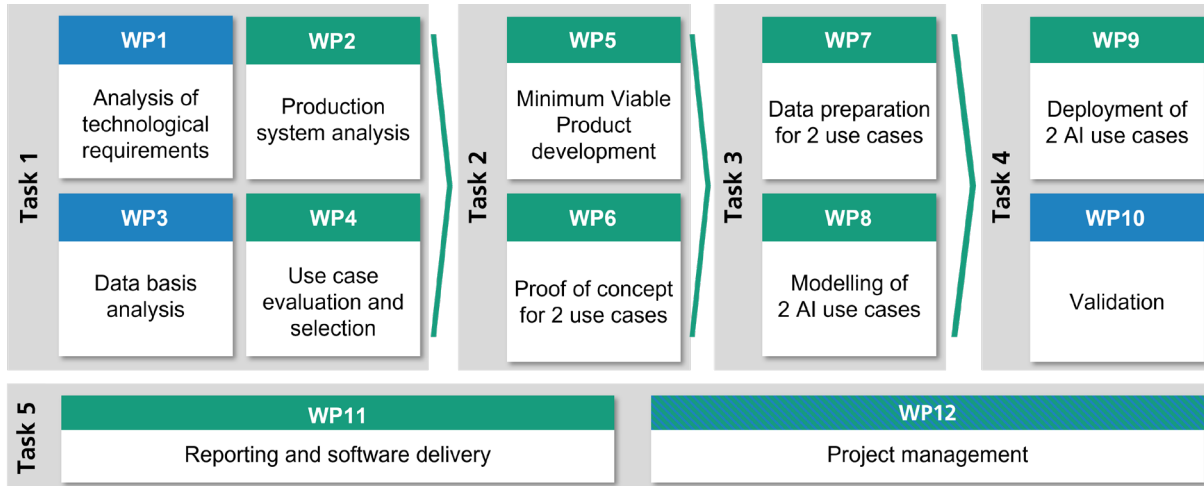 Task 1
WP1
Analysis of
technological
requirements
WP2
Production
system analysis
WP3
Data basis
analysis
WP4
Use case
evaluation and
selection
Task 2
WP5
Minimum Viable
Product
development
WP6
Proof of concept
for 2 use cases
Task 3
WP7
Data preparation
for 2 use cases
WP8
Modelling of
2 AI use cases
Task 4
WP9
Deployment of
2 AI use cases
WP10
Validation
Task 5
WP11
Reporting and software delivery
WP12
Project management